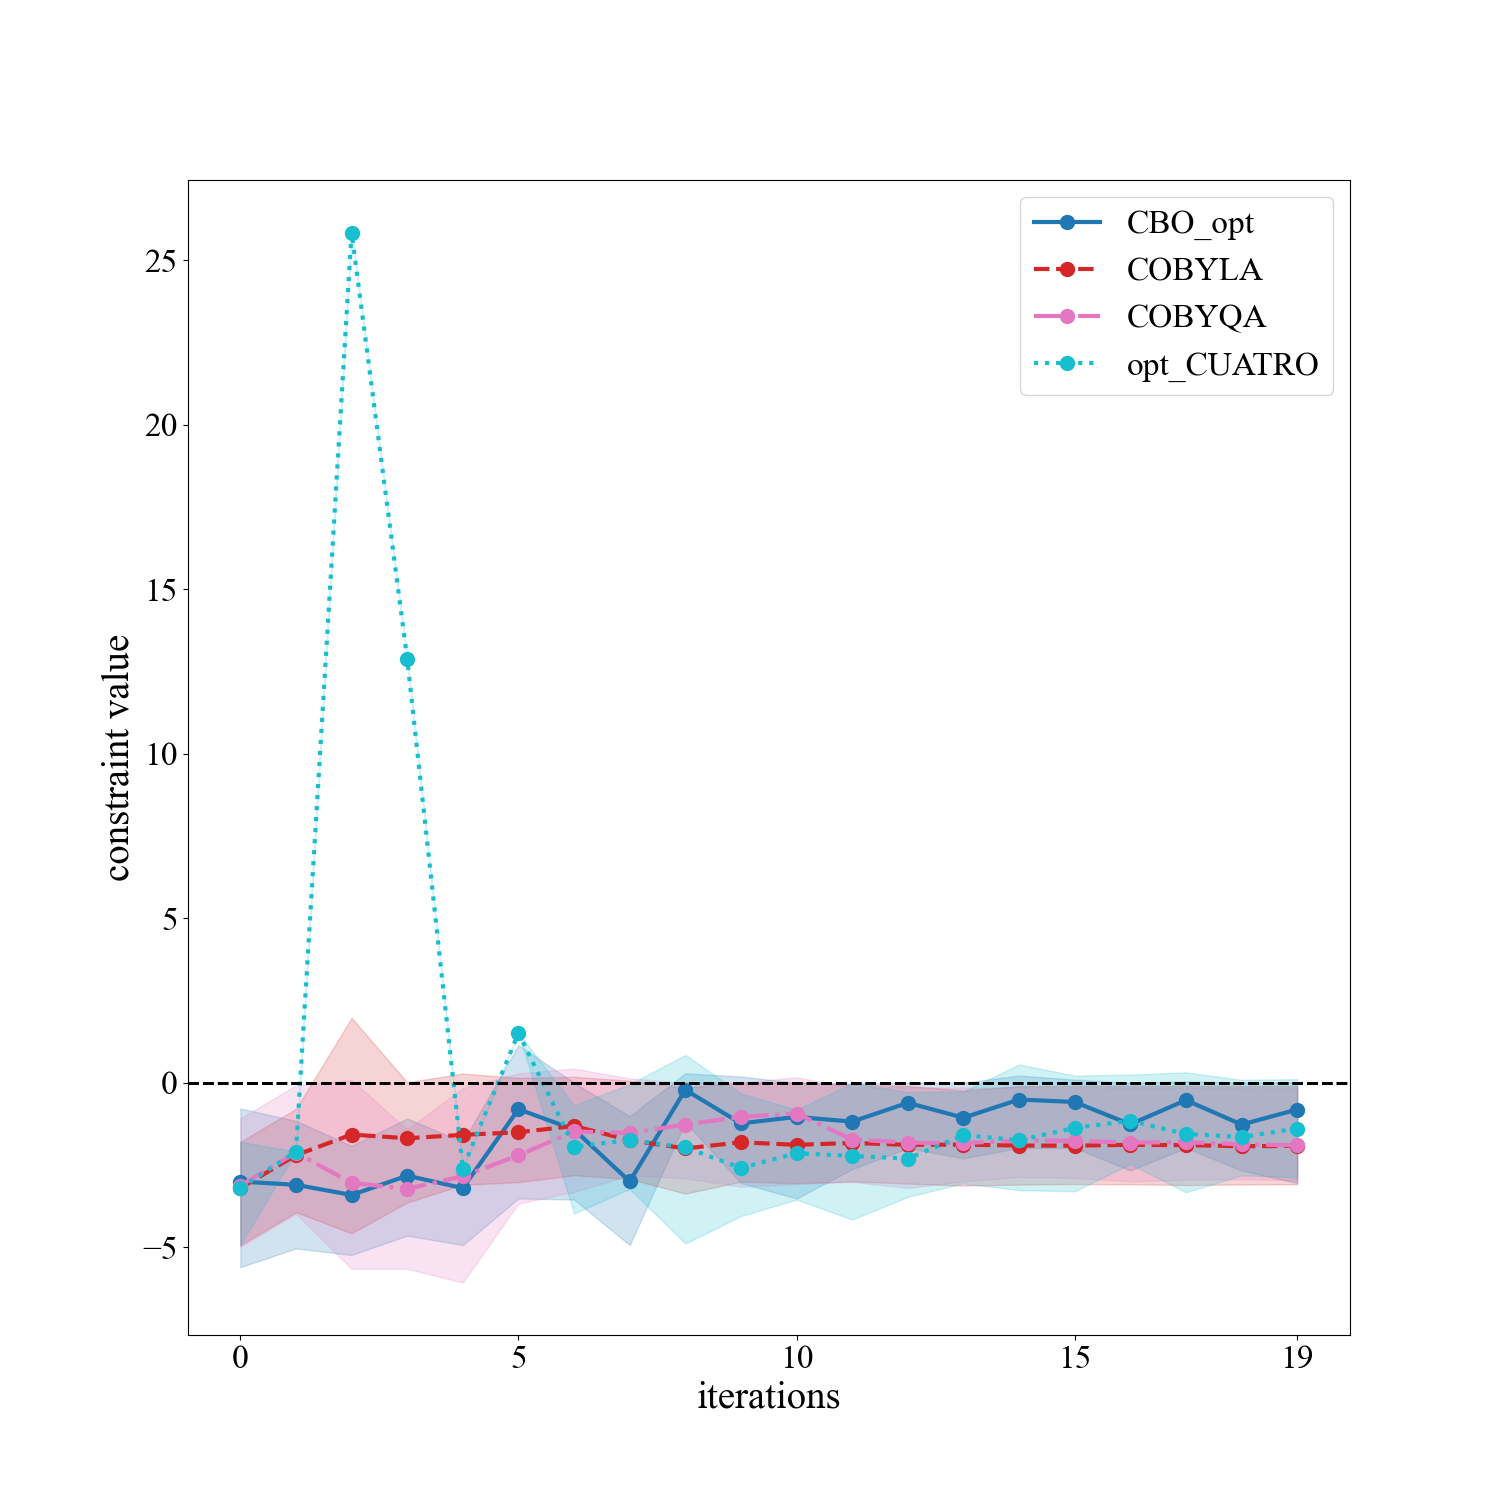 CBO_opt
COBYLA
COBYQA
opt_CUATRO
25
20
15
10
5
0
−5
constraint value
0 5 10 15 19
iterations